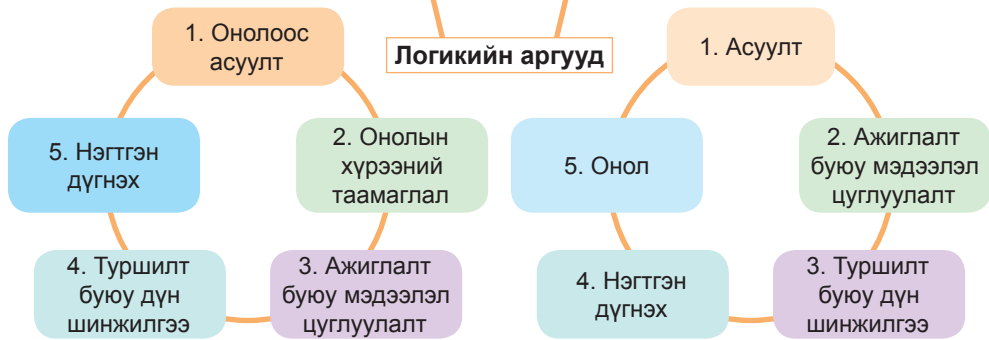 Логикийн аргууд
1. Онолоос
асуулт
2. Онолын
хүрээний
таамаглал
3. Ажиглалт
буюу мэдээлэл
цуглуулалт
4. Туршилт
буюу дүн
шинжилгээ
5. Нэгтгэн
дүгнэх
1. Асуулт
2. Ажиглалт
буюу мэдээлэл
цуглуулалт
3. Туршилт
буюу дүн
шинжилгээ
4. Нэгтгэн
дүгнэх
5. Онол